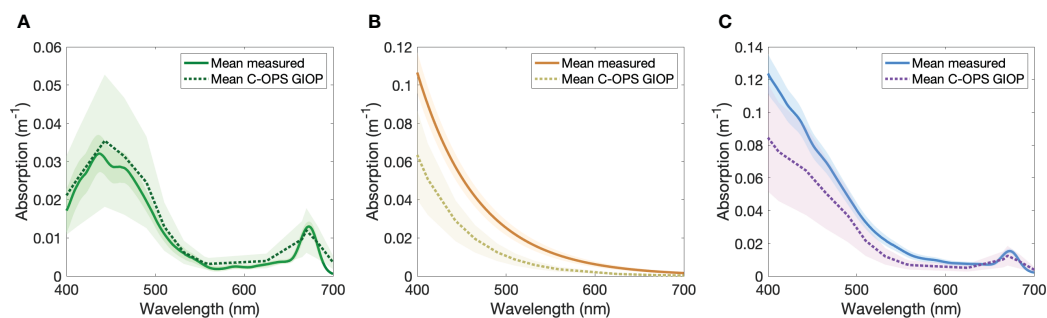 A
0.06
0.05
0.04
0.03
0.02
0.01
0
400
500
600
700
Absorption (m⁻¹)
Wavelength (nm)
Mean measured
Mean C-OPS GIOP
B
0.12
0.1
0.08
0.06
0.04
0.02
0
400
500
600
700
Absorption (m⁻¹)
Wavelength (nm)
Mean measured
Mean C-OPS GIOP
C
0.14
0.12
0.1
0.08
0.06
0.04
0.02
0
400
500
600
700
Absorption (m⁻¹)
Wavelength (nm)
Mean measured
Mean C-OPS GIOP